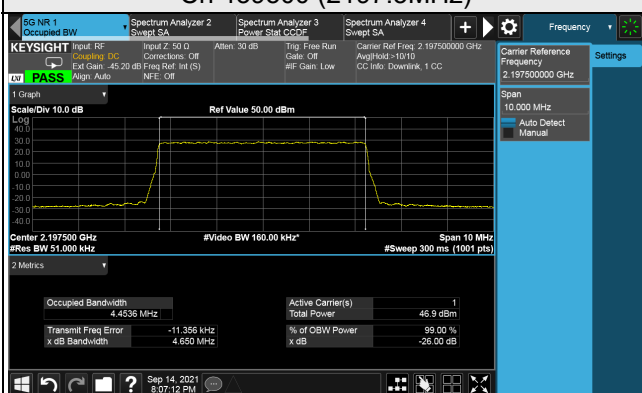 5G NR 1
Occupied BW
Spectrum Analyzer 2
Swept SA
Spectrum Analyzer 3
Power Stat CCDF
Spectrum Analyzer 4
Swept SA
+
Frequency
KEYSIGHT
Input: RF
Coupling: DC
Ext Gain: -45.20 dB
Align: Auto
Input Z: 50 Ω
Corrections: Off
Freq Ref: Int (S)
NFE: Off
Atten: 30 dB
Trig: Free Run
Gate: Off
#IF Gain: Low
Carrier Ref Freq: 2.197500000 GHz
Avg|Hold:>10/10
CC Info: Downlink, 1 CC
LXI PASS
Carrier Reference
Frequency
2.197500000 GHz
Settings
Span
10.000 MHz
Auto Detect
Manual
1 Graph
Scale/Div 10.0 dB
Ref Value 50.00 dBm
Log
40.0
30.0
20.0
10.0
0.00
-10.0
-20.0
-30.0
-40.0
Center 2.197500 GHz
#Video BW 160.00 kHz*
Span 10 MHz
#Res BW 51.000 kHz
#Sweep 300 ms (1001 pts)
2 Metrics
Occupied Bandwidth
4.4536 MHz
Active Carrier(s) 1
Total Power 46.9 dBm
Transmit Freq Error -11.356 kHz
% of OBW Power 99.00 %
x dB Bandwidth 4.650 MHz
x dB -26.00 dB
?
Sep 14, 2021
8:07:12 PM